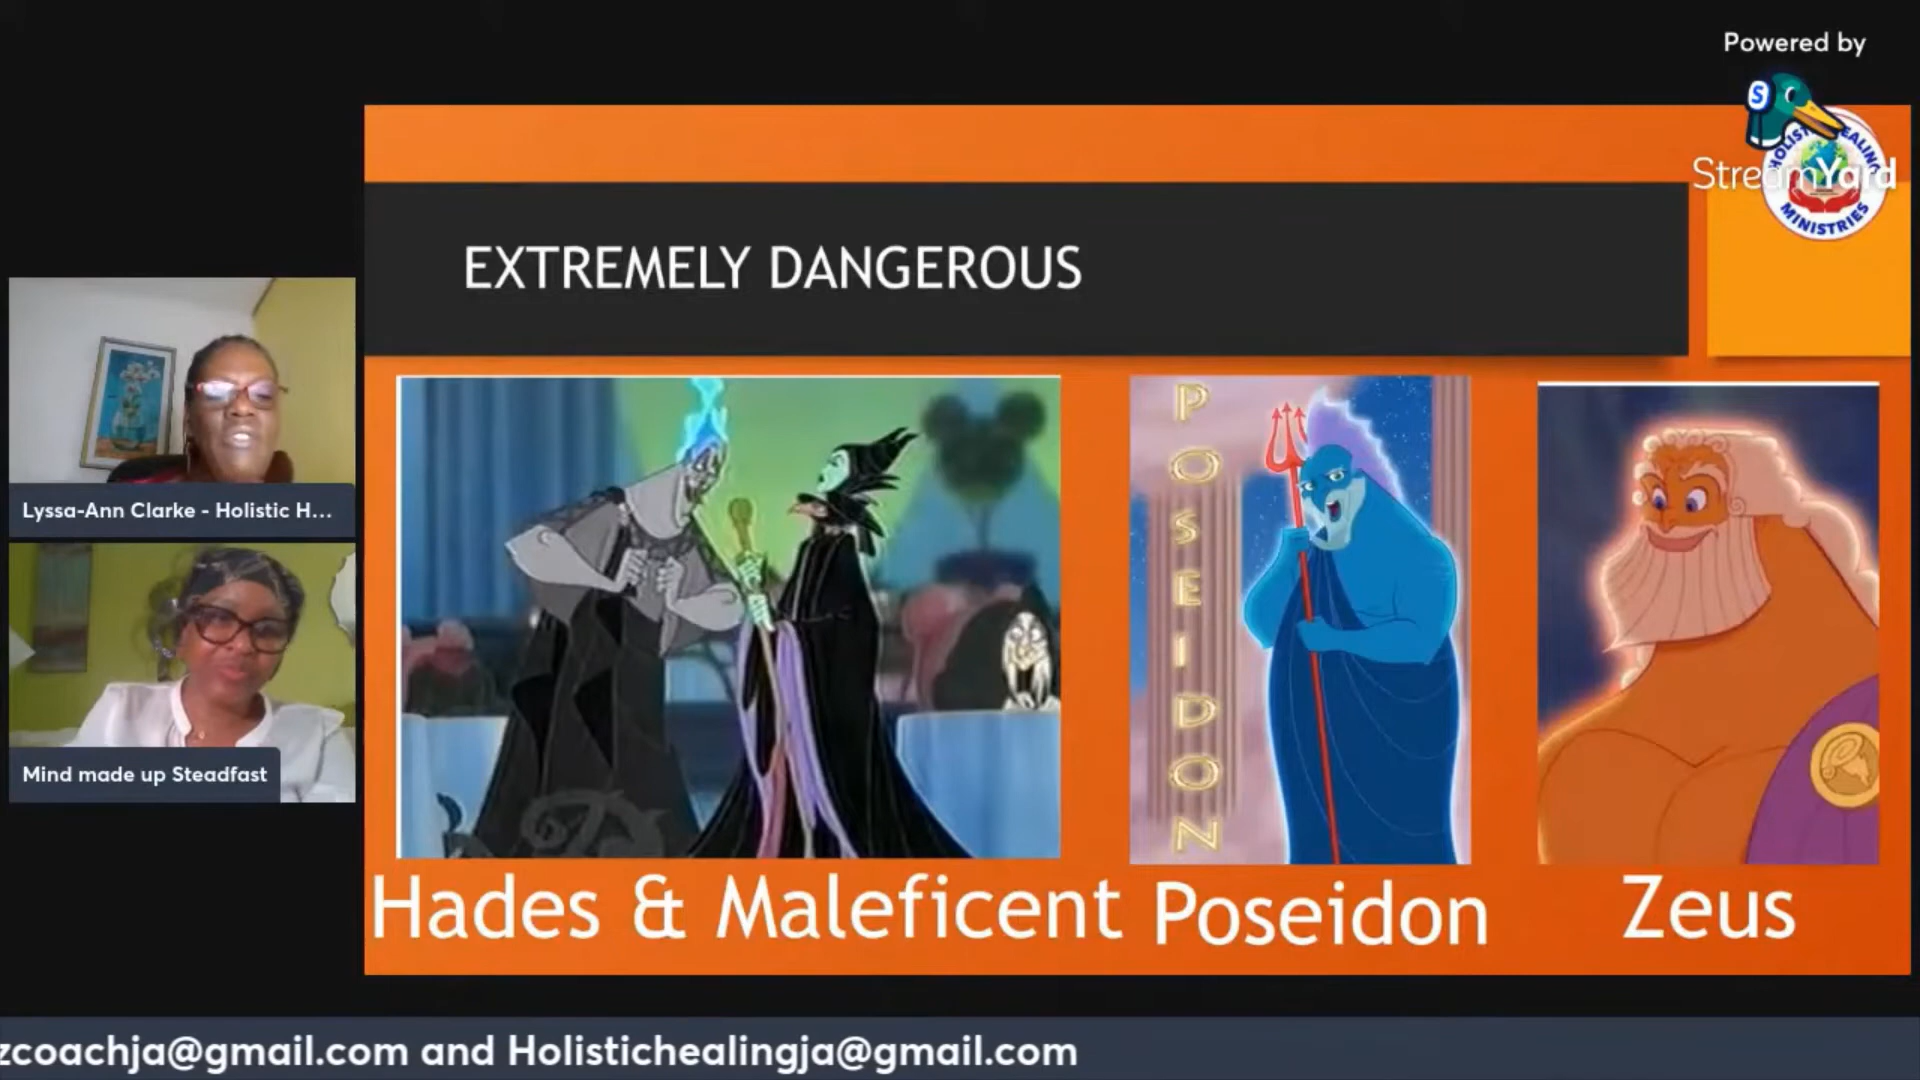 Powered by
StreamYard
HOLISTIC HEALING
MINISTRIES
EXTREMELY DANGEROUS
POSEIDON
Lyssa-Ann Clarke - Holistic H...
Mind made up Steadfast
Hades & Maleficent
Poseidon
Zeus
zcoachja@gmail.com and Holistichealingja@gmail.com